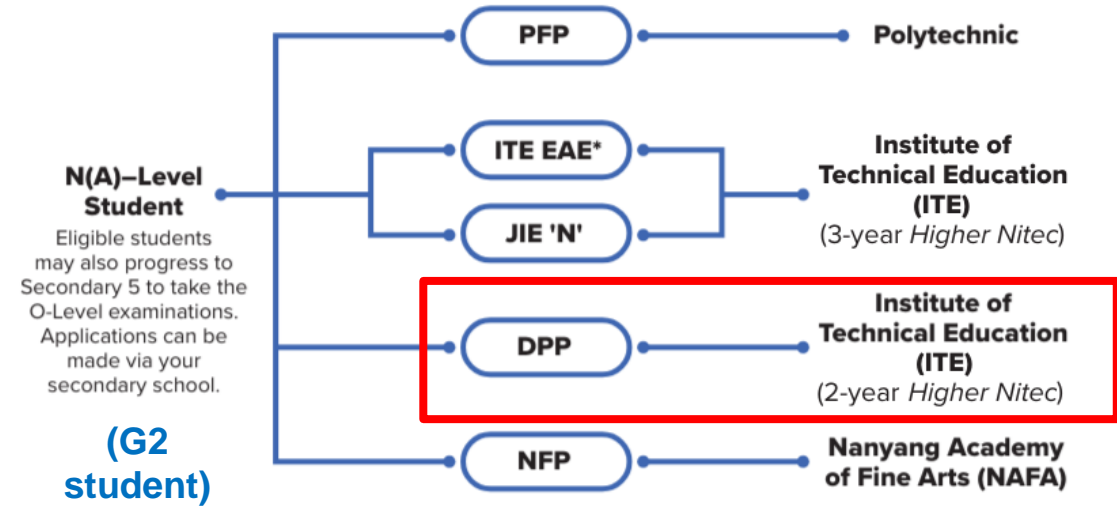 PFP
Polytechnic
ITE EAE*
JIE 'N'
Institute of
Technical Education
(ITE)
(3-year Higher Nitec)
N(A)–Level
Student
Eligible students
may also progress to
Secondary 5 to take the
O-Level examinations.
Applications can be
made via your
secondary school.
(G2
student)
DPP
Institute of
Technical Education
(ITE)
(2-year Higher Nitec)
NFP
Nanyang Academy
of Fine Arts (NAFA)